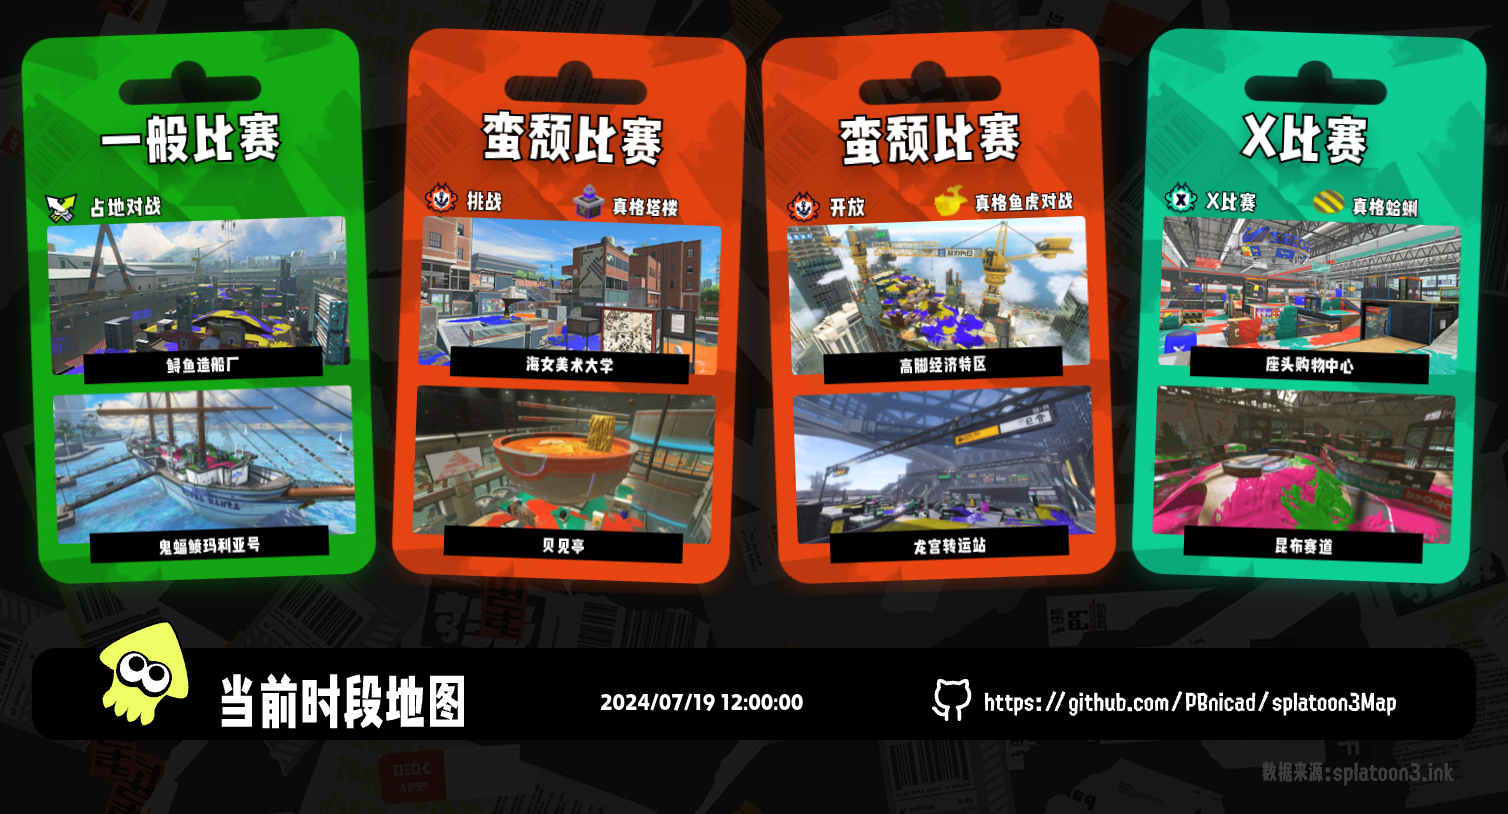 一般比赛
占地对战
鲟鱼造船厂
鬼蝠鲼玛利亚号
蛮颓比赛
挑战
真格塔楼
海女美术大学
贝见亭
蛮颓比赛
开放
真格鱼虎对战
高脚经济特区
龙宫转运站
X比赛
X比赛
真格蛤蜊
座头购物中心
昆布赛道
当前时段地图
2024/07/19 12:00:00
https://github.com/PBnicad/splatoon3Map
数据来源:splatoon3.ink